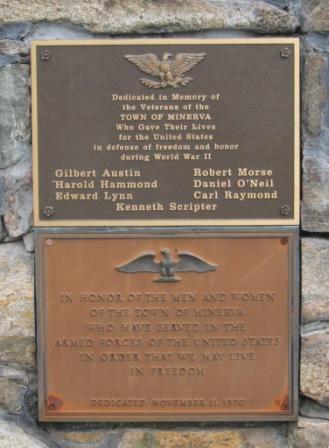 Dedicated in Memory of
the Veterans of the
TOWN OF MINERVA
Who Gave Their Lives
for the United States
in defense of freedom and honor
during World War II
Gilbert Austin Robert Morse
Harold Hammond Daniel O'Neil
Edward Lynn Carl Raymond
Kenneth Scripter
IN HONOR OF THE MEN AND WOMEN
OF THE TOWN OF MINERVA
WHO HAVE SERVED IN THE
ARMED FORCES OF THE UNITED STATES
IN ORDER THAT WE MAY LIVE
IN FREEDOM
DEDICATED NOVEMBER 11,